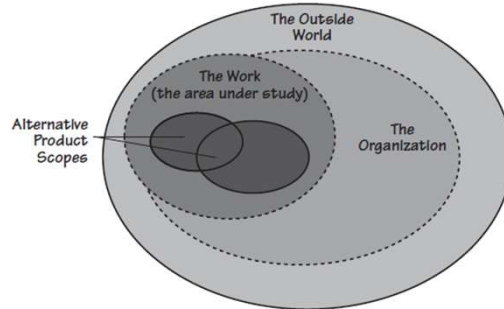 The Outside
World
The Work
(the area under study)
Alternative
Product
Scopes
The
Organization